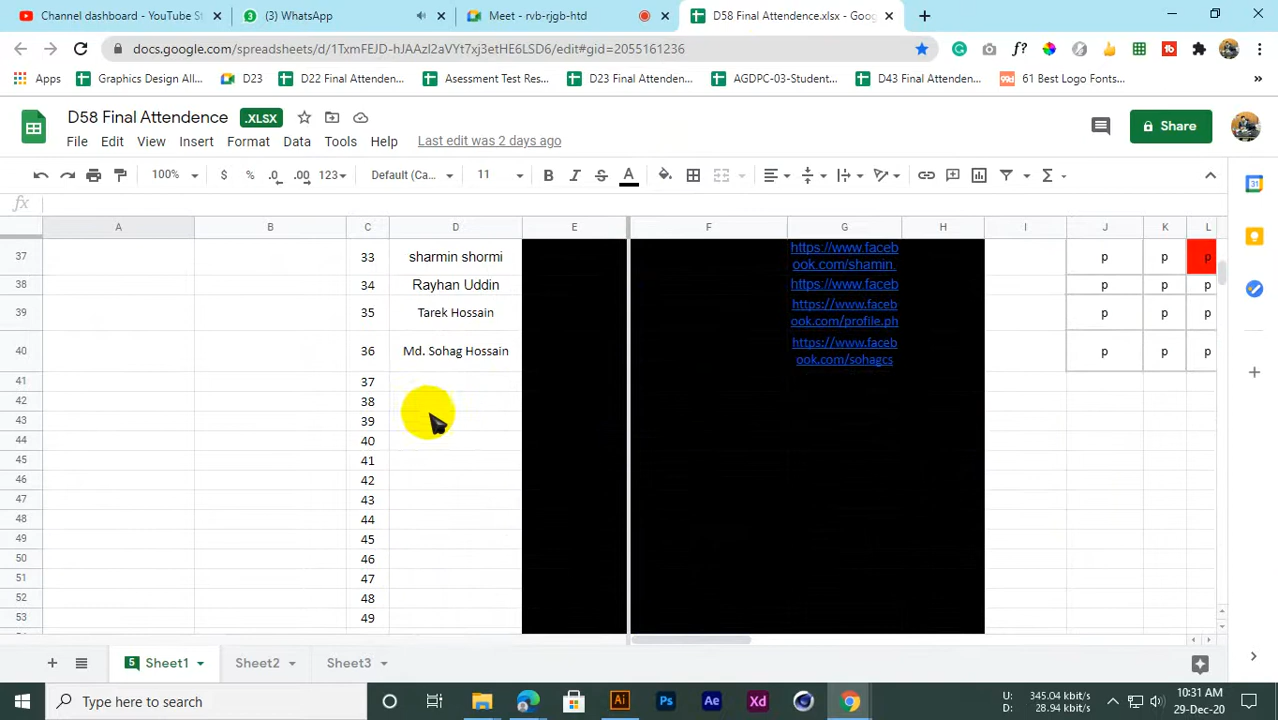 Channel dashboard - YouTube S
(3) WhatsApp
Meet - rvb-rjgb-htd
D58 Final Attendence.xlsx - Goog
docs.google.com/spreadsheets/d/1TxmFEJD-hJAAzI2aVYt7xj3etHE6LSD6/edit#gid=2055161236
Apps
Graphics Design All...
D23
D22 Final Attenden...
Asessment Test Res...
D23 Final Attenden...
AGDPC-03-Student...
D43 Final Attenden...
61 Best Logo Fonts...
D58 Final Attendence
.XLSX
Share
File
Edit
View
Insert
Format
Data
Tools
Help
Last edit was 2 days ago
100%
$
%
.0
.00
123
Default (Ca...
11
B
I
S
A
fx
A
B
C
D
E
F
G
H
I
J
K
L
37
33
sharmin shormi
https://www.faceb
ook.com/shamin.
p
p
p
38
34
Rayhan Uddin
https://www.faceb
p
p
p
39
35
Tarek Hossain
https://www.faceb
ook.com/profile.ph
p
p
p
40
36
Md. Sohag Hossain
https://www.faceb
ook.com/sohagcs
p
p
p
41
37
42
38
43
39
44
40
45
41
46
42
47
43
48
44
49
45
50
46
51
47
52
48
53
49
5
Sheet1
Sheet2
Sheet3
Type here to search
Ai
Ps
Ae
Xd
U: 345.04 kbit/s
D: 28.94 kbit/s
10:31 AM
29-Dec-20